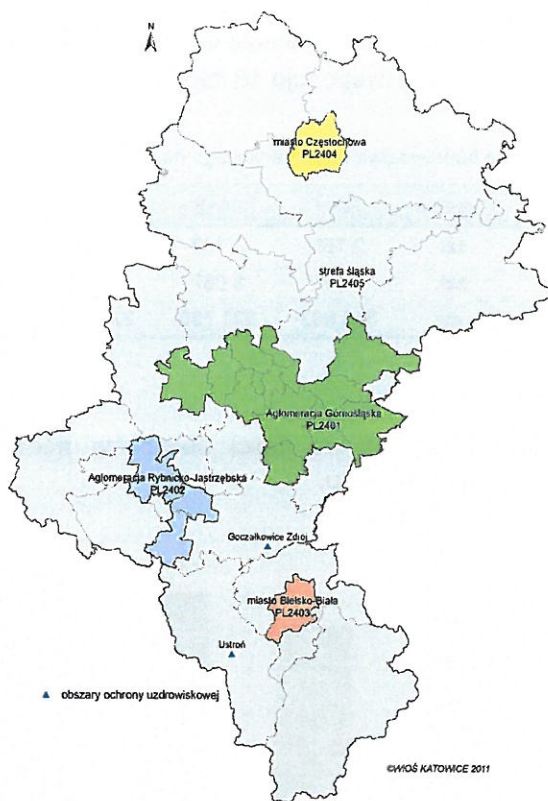 N
miasto Częstochowa
PL2404
strefa śląska
PL2405
Aglomeracja Górnośląska
PL2401
Aglomeracja Rybnicko-Jastrzębska
PL2402
Goczałkowice Zdrój
miasto Bielsko-Biała
PL2403
Ustroń
obszary ochrony uzdrowiskowej
©WIOŚ KATOWICE 2011